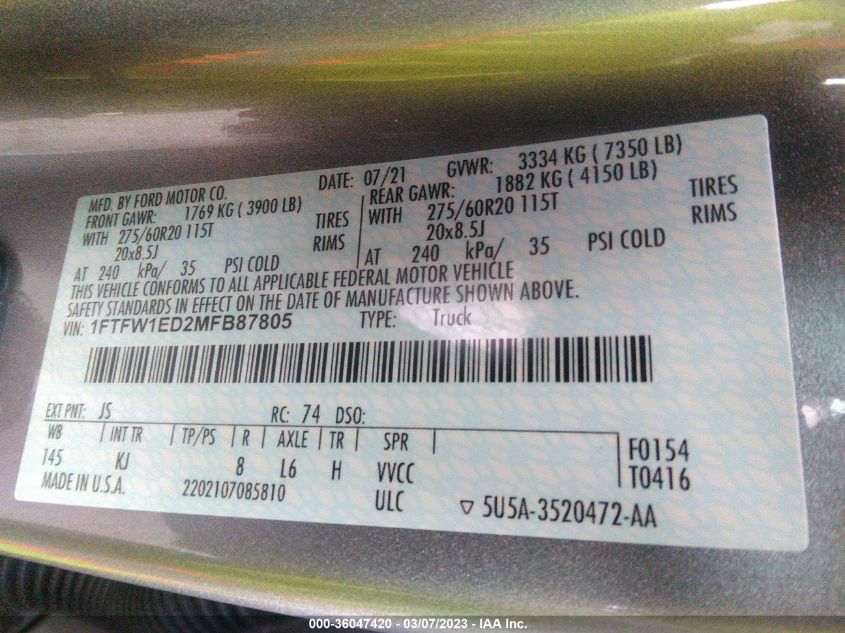 MFD. BY FORD MOTOR CO. DATE: 07/21 GVWR: 3334 KG ( 7350 LB)
FRONT GAWR: 1769 KG ( 3900 LB) REAR GAWR: 1882 KG ( 4150 LB)
WITH 275/60R20 115T TIRES WITH 275/60R20 115T TIRES
20x8.5J RIMS 20x8.5J RIMS
AT 240 kPa/ 35 PSI COLD AT 240 kPa/ 35 PSI COLD
THIS VEHICLE CONFORMS TO ALL APPLICABLE FEDERAL MOTOR VEHICLE
SAFETY STANDARDS IN EFFECT ON THE DATE OF MANUFACTURE SHOWN ABOVE.
VIN: 1FTFW1ED2MFB87805 TYPE: Truck
EXT PNT: JS RC: 74 DSO:
WB INT TR TP/PS R AXLE TR SPR F0154
145 KJ 8 L6 H VVCC T0416
MADE IN U.S.A. 2202107085810 ULC ▽ 5U5A-3520472-AA
000-36047420 - 03/07/2023 - IAA Inc.